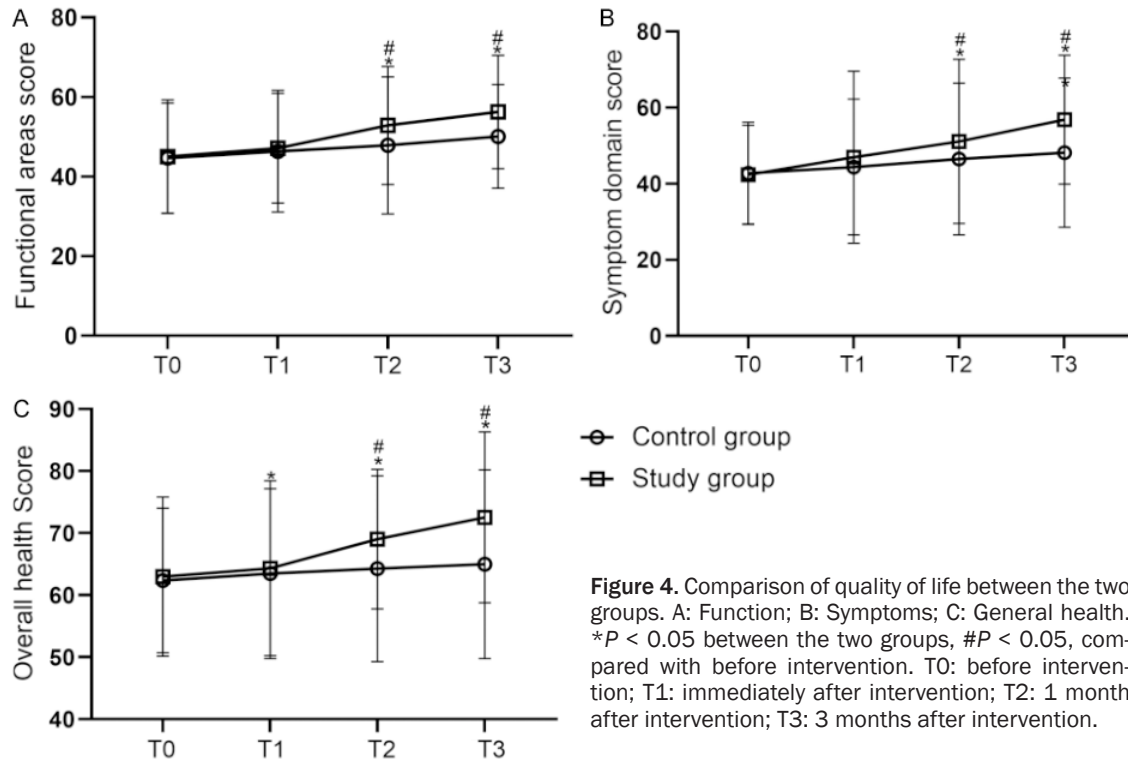 A
80
60
40
20
0
Functional areas score
#
*
#
*
T0 T1 T2 T3
B
80
60
40
20
0
Symptom domain score
#
*
#
*
*
T0 T1 T2 T3
C
90
80
70
60
50
40
Overall health Score
*
#
*
#
*
T0 T1 T2 T3
Control group
Study group
Figure 4. Comparison of quality of life between the two
groups. A: Function; B: Symptoms; C: General health.
*P < 0.05 between the two groups, #P < 0.05, com-
pared with before intervention. T0: before interven-
tion; T1: immediately after intervention; T2: 1 month
after intervention; T3: 3 months after intervention.